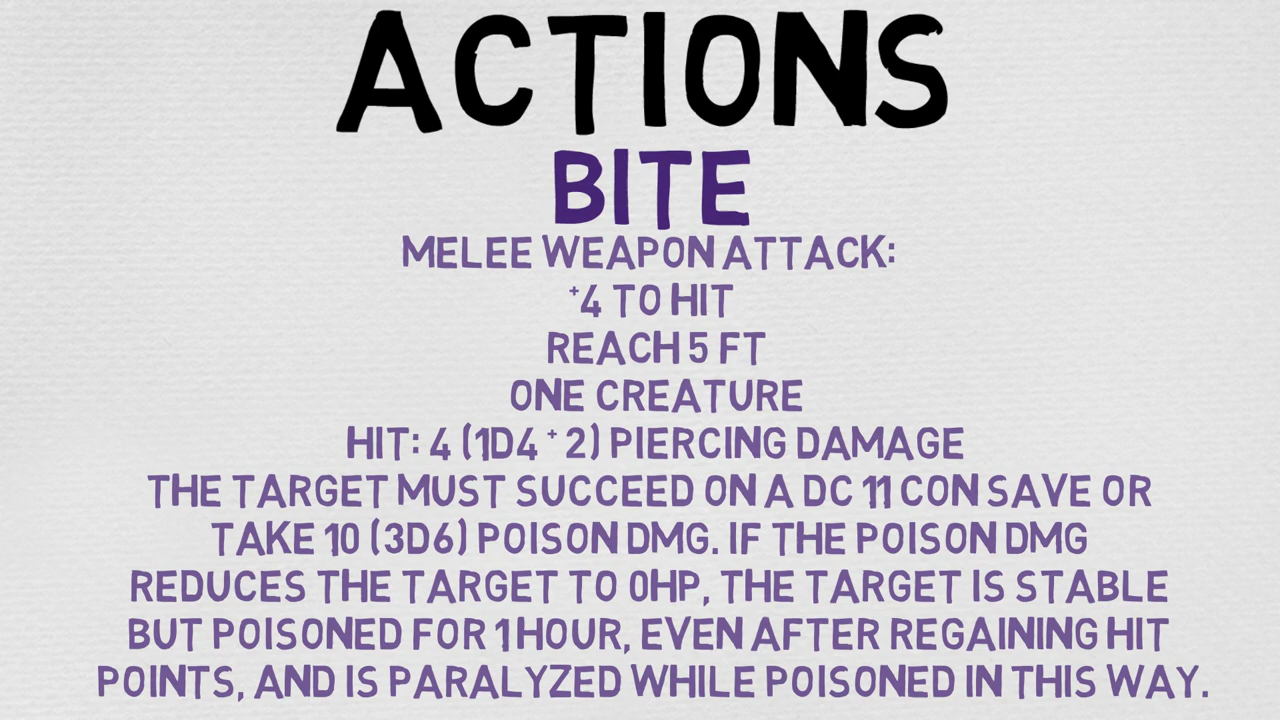 ACTIONS
BITE
MELEE WEAPON ATTACK:
+4 TO HIT
REACH 5 FT
ONE CREATURE
HIT: 4 (1D4 + 2) PIERCING DAMAGE
THE TARGET MUST SUCCEED ON A DC 11 CON SAVE OR
TAKE 10 (3D6) POISON DMG. IF THE POISON DMG
REDUCES THE TARGET TO 0HP, THE TARGET IS STABLE
BUT POISONED FOR 1 HOUR, EVEN AFTER REGAINING HIT
POINTS, AND IS PARALYZED WHILE POISONED IN THIS WAY.